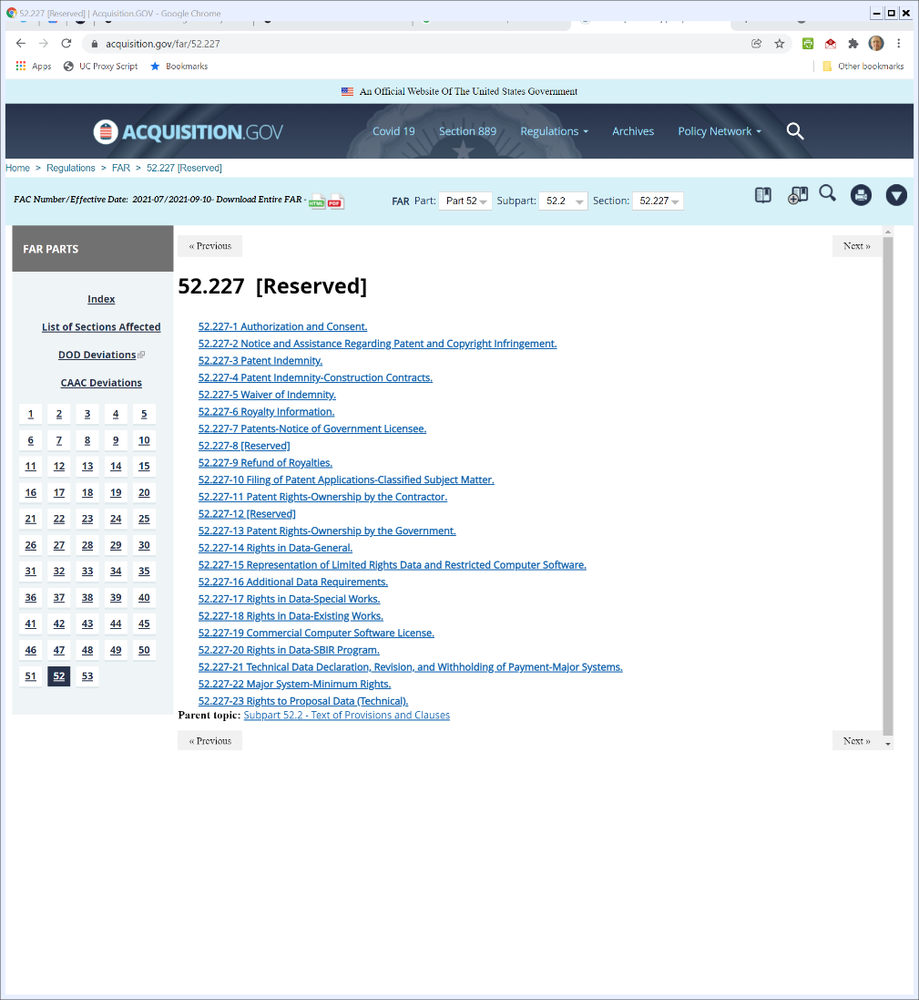 52.227 [Reserved] | Acquisition.GOV - Google Chrome
acquisition.gov/far/52.227
Apps UC Proxy Script Bookmarks Other bookmarks
An Official Website Of The United States Government
ACQUISITION.GOV Covid 19 Section 889 Regulations Archives Policy Network
Home > Regulations > FAR > 52.227 [Reserved]
FAC Number/Effective Date: 2021-07/2021-09-10- Download Entire FAR - HTML PDF FAR Part: Part 52 Subpart: 52.2 Section: 52.227
FAR PARTS
Index
List of Sections Affected
DOD Deviations
CAAC Deviations
1 2 3 4 5
6 7 8 9 10
11 12 13 14 15
16 17 18 19 20
21 22 23 24 25
26 27 28 29 30
31 32 33 34 35
36 37 38 39 40
41 42 43 44 45
46 47 48 49 50
51 52 53
« Previous Next »
52.227 [Reserved]
52.227-1 Authorization and Consent.
52.227-2 Notice and Assistance Regarding Patent and Copyright Infringement.
52.227-3 Patent Indemnity.
52.227-4 Patent Indemnity-Construction Contracts.
52.227-5 Waiver of Indemnity.
52.227-6 Royalty Information.
52.227-7 Patents-Notice of Government Licensee.
52.227-8 [Reserved]
52.227-9 Refund of Royalties.
52.227-10 Filing of Patent Applications-Classified Subject Matter.
52.227-11 Patent Rights-Ownership by the Contractor.
52.227-12 [Reserved]
52.227-13 Patent Rights-Ownership by the Government.
52.227-14 Rights in Data-General.
52.227-15 Representation of Limited Rights Data and Restricted Computer Software.
52.227-16 Additional Data Requirements.
52.227-17 Rights in Data-Special Works.
52.227-18 Rights in Data-Existing Works.
52.227-19 Commercial Computer Software License.
52.227-20 Rights in Data-SBIR Program.
52.227-21 Technical Data Declaration, Revision, and Withholding of Payment-Major Systems.
52.227-22 Major System-Minimum Rights.
52.227-23 Rights to Proposal Data (Technical).
Parent topic: Subpart 52.2 - Text of Provisions and Clauses
« Previous Next »